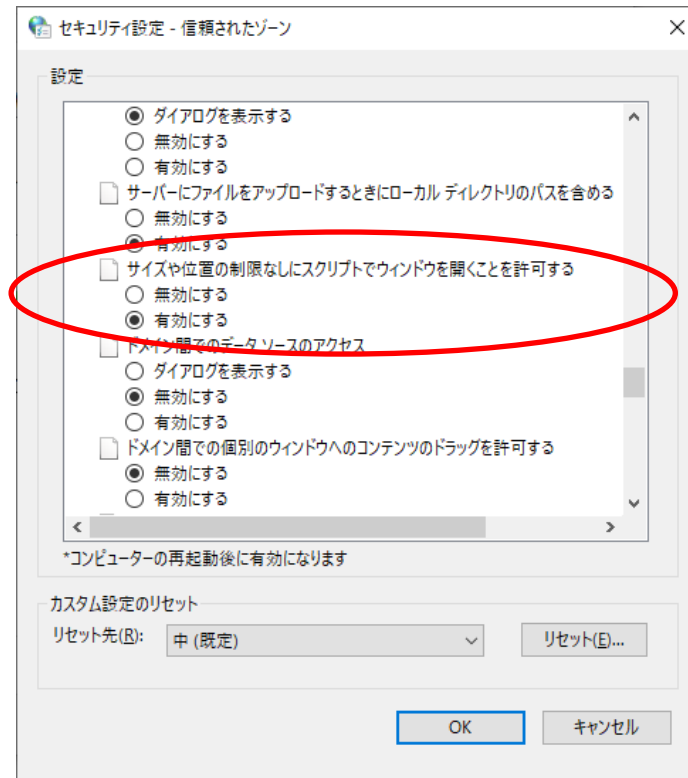 セキュリティ設定 - 信頼されたゾーン
設定
ダイアログを表示する
無効にする
有効にする
サーバーにファイルをアップロードするときにローカル ディレクトリのパスを含める
無効にする
有効にする
サイズや位置の制限なしにスクリプトでウィンドウを開くことを許可する
無効にする
有効にする
ドメイン間でのデータ ソースのアクセス
ダイアログを表示する
無効にする
有効にする
ドメイン間での個別のウィンドウへのコンテンツのドラッグを許可する
無効にする
有効にする
*コンピューターの再起動後に有効になります
カスタム設定のリセット
リセット先(R): 中 (既定) リセット(E)...
OK キャンセル